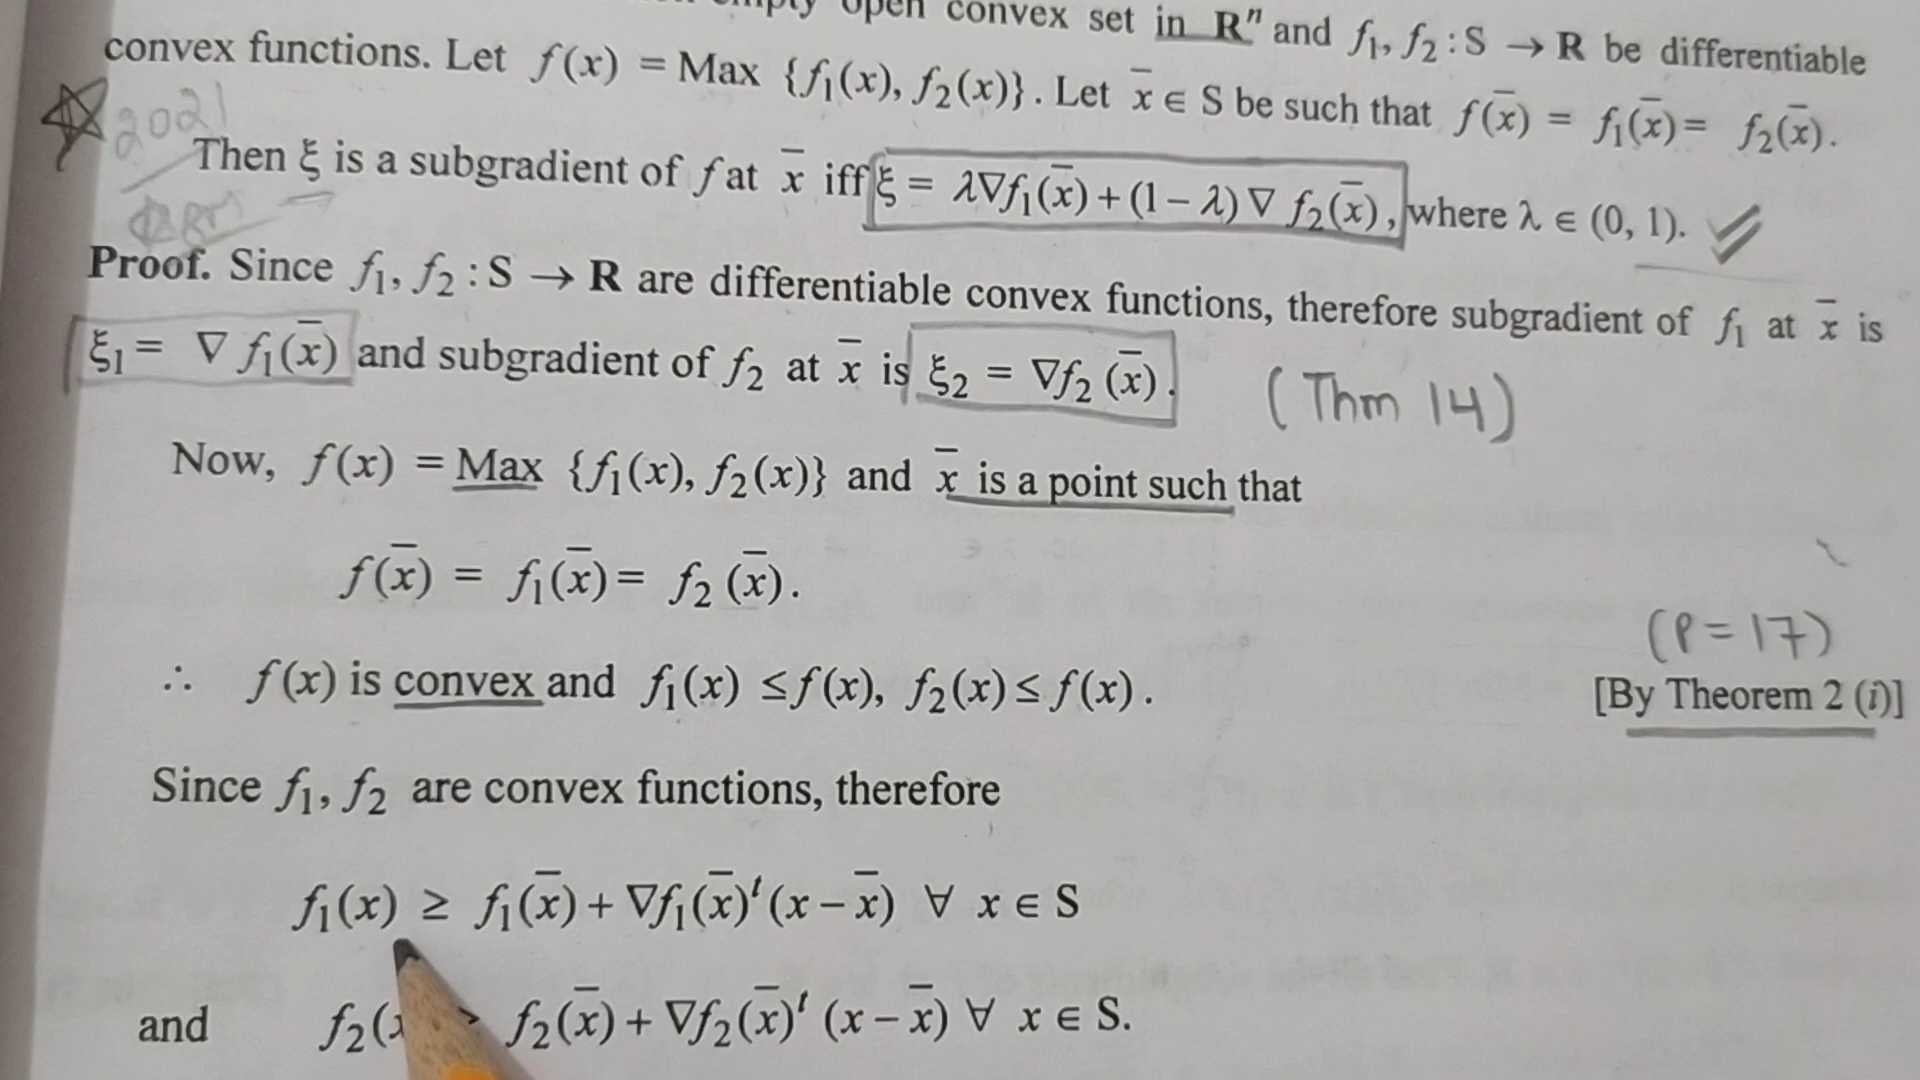 empty open convex set in Rⁿ and f₁, f₂ : S → R be differentiable
convex functions. Let f(x) = Max {f₁(x), f₂(x)}. Let x̄ ∈ S be such that f(x̄) = f₁(x̄) = f₂(x̄).
2021
Then ξ is a subgradient of f at x̄ iff ξ = λ∇f₁(x̄) + (1 − λ) ∇ f₂(x̄), where λ ∈ (0, 1).
Proof. Since f₁, f₂ : S → R are differentiable convex functions, therefore subgradient of f₁ at x̄ is
ξ₁ = ∇ f₁(x̄) and subgradient of f₂ at x̄ is ξ₂ = ∇f₂ (x̄).
(Thm 14)
Now, f(x) = Max {f₁(x), f₂(x)} and x̄ is a point such that
f(x̄) = f₁(x̄) = f₂ (x̄).
(P = 17)
∴ f(x) is convex and f₁(x) ≤ f(x), f₂(x) ≤ f(x). [By Theorem 2 (i)]
Since f₁, f₂ are convex functions, therefore
f₁(x) ≥ f₁(x̄) + ∇f₁(x̄)ᵗ (x − x̄) ∀ x ∈ S
and f₂( f₂(x̄) + ∇f₂(x̄)ᵗ (x − x̄) ∀ x ∈ S.